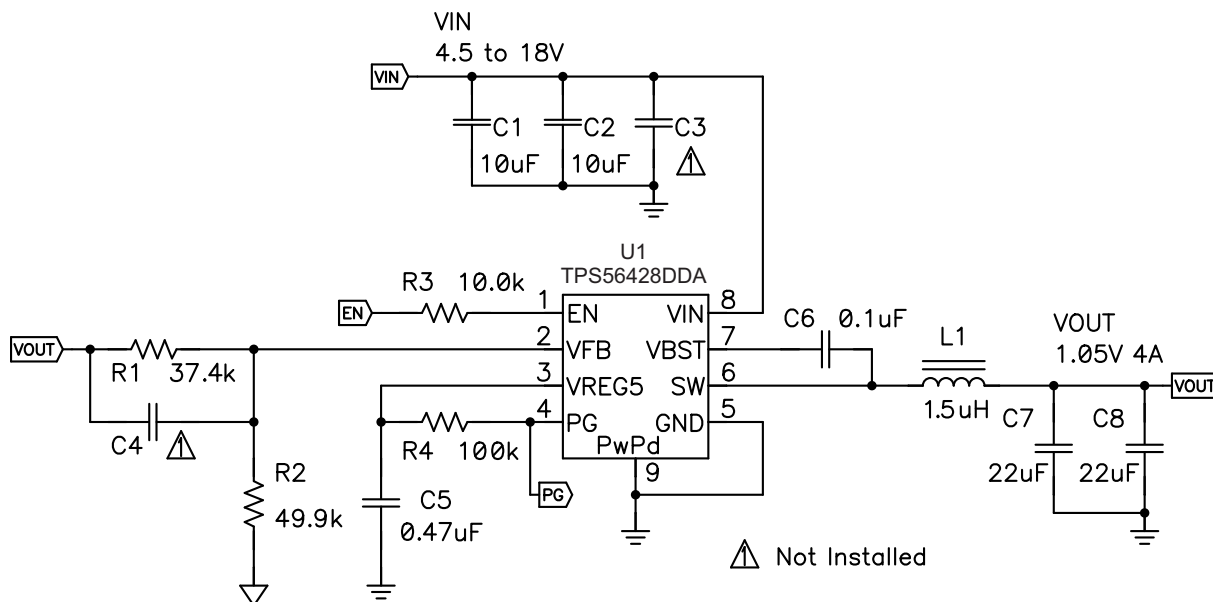 VIN
4.5 to 18V
VIN
C1
C2
C3
10uF
10uF
1
U1
TPS56428DDA
R3 10.0k
EN
1
EN
VIN
8
C6
0.1uF
VOUT
2
VFB
VBST
7
L1
VOUT
1.05V 4A
R1
37.4k
3
VREG5
SW
6
1.5uH
VOUT
C4
1
4
PG
GND
5
R4
100k
PwPd
9
C7
C8
22uF
22uF
PG
R2
49.9k
C5
0.47uF
1 Not Installed